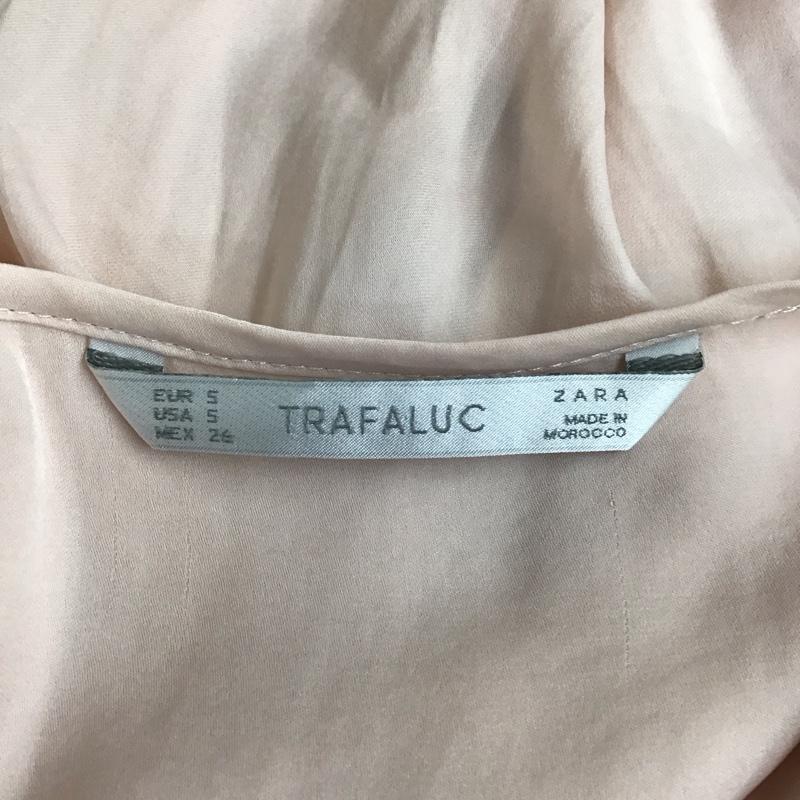 EUR S
USA S
MEX 26
TRAFALUC
ZARA
MADE IN
MOROCCO